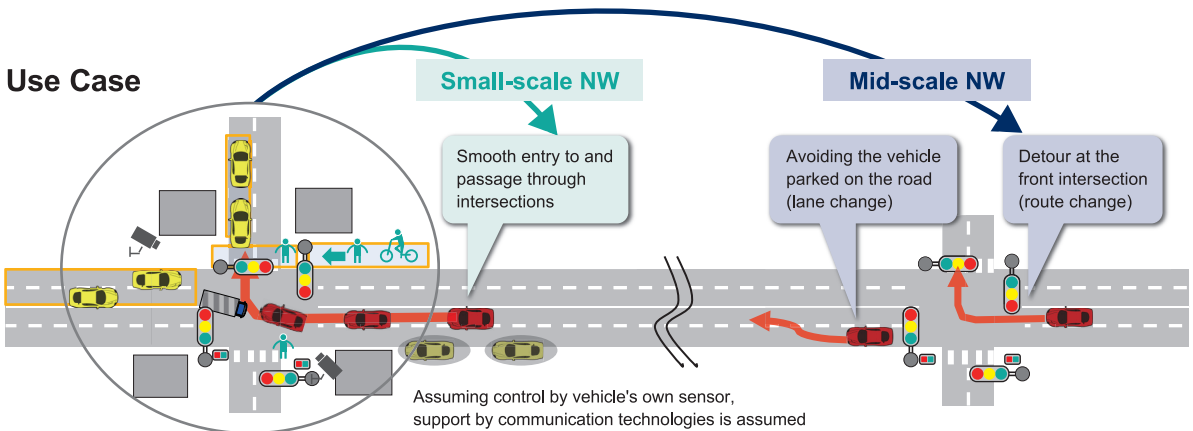 Use Case
Small-scale NW
Mid-scale NW
Smooth entry to and
passage through
intersections
Avoiding the vehicle
parked on the road
(lane change)
Detour at the
front intersection
(route change)
Assuming control by vehicle's own sensor,
support by communication technologies is assumed